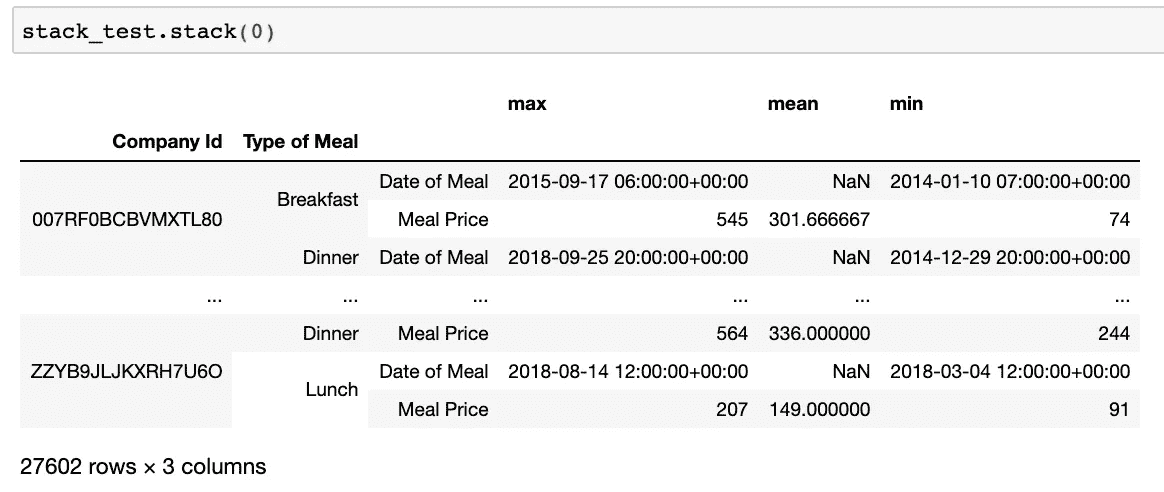 stack_test.stack(0)
max mean min
Company Id Type of Meal
Date of Meal 2015-09-17 06:00:00+00:00 NaN 2014-01-10 07:00:00+00:00
Breakfast
007RF0BCBVMXTL80 Meal Price 545 301.666667 74
Dinner Date of Meal 2018-09-25 20:00:00+00:00 NaN 2014-12-29 20:00:00+00:00
... ... ... ... ... ...
Dinner Meal Price 564 336.000000 244
ZZYB9JLJKXRH7U6O Date of Meal 2018-08-14 12:00:00+00:00 NaN 2018-03-04 12:00:00+00:00
Lunch
Meal Price 207 149.000000 91
27602 rows × 3 columns